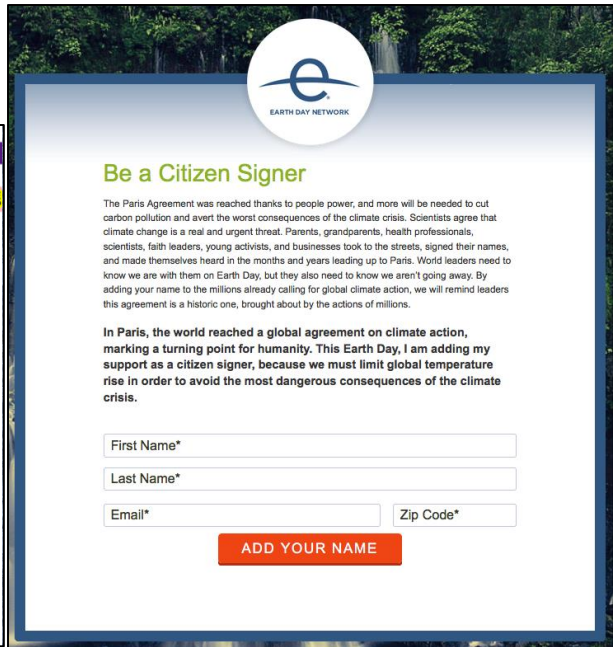 EARTH DAY NETWORK
Be a Citizen Signer
The Paris Agreement was reached thanks to people power, and more will be needed to cut
carbon pollution and avert the worst consequences of the climate crisis. Scientists agree that
climate change is a real and urgent threat. Parents, grandparents, health professionals,
scientists, faith leaders, young activists, and businesses took to the streets, signed their names,
and made themselves heard in the months and years leading up to Paris. World leaders need to
know we are with them on Earth Day, but they also need to know we aren't going away. By
adding your name to the millions already calling for global climate action, we will remind leaders
this agreement is a historic one, brought about by the actions of millions.
In Paris, the world reached a global agreement on climate action,
marking a turning point for humanity. This Earth Day, I am adding my
support as a citizen signer, because we must limit global temperature
rise in order to avoid the most dangerous consequences of the climate
crisis.
First Name*
Last Name*
Email* Zip Code*
ADD YOUR NAME